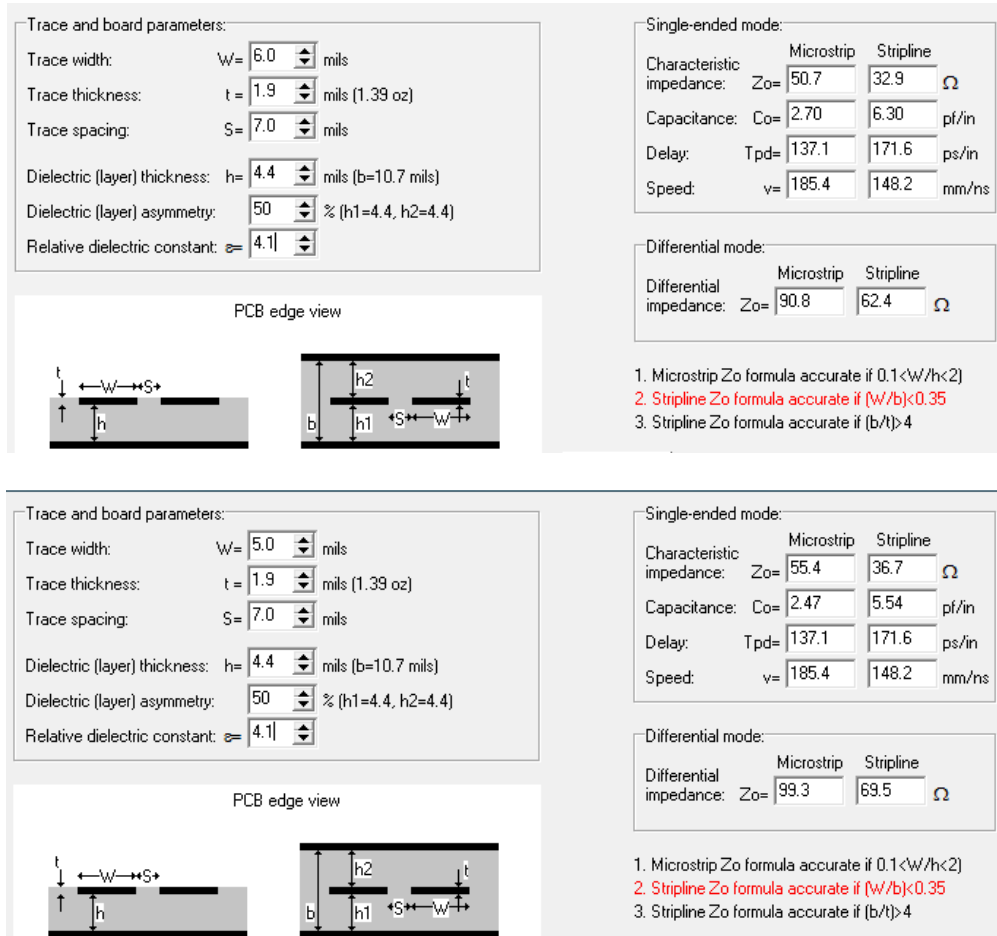 Trace and board parameters:
Trace width: W= 6.0 mils
Trace thickness: t = 1.9 mils (1.39 oz)
Trace spacing: S= 7.0 mils
Dielectric (layer) thickness: h= 4.4 mils (b=10.7 mils)
Dielectric (layer) asymmetry: 50 % (h1=4.4, h2=4.4)
Relative dielectric constant: ε= 4.1
PCB edge view
t
W S
h
h2
t
b
h1
S W
Single-ended mode:
Microstrip Stripline
Characteristic
impedance: Zo= 50.7 32.9 Ω
Capacitance: Co= 2.70 6.30 pf/in
Delay: Tpd= 137.1 171.6 ps/in
Speed: v= 185.4 148.2 mm/ns
Differential mode:
Microstrip Stripline
Differential
impedance: Zo= 90.8 62.4 Ω
1. Microstrip Zo formula accurate if 0.1<W/h<2)
2. Stripline Zo formula accurate if (W/b)<0.35
3. Stripline Zo formula accurate if (b/t)>4
Trace and board parameters:
Trace width: W= 5.0 mils
Trace thickness: t = 1.9 mils (1.39 oz)
Trace spacing: S= 7.0 mils
Dielectric (layer) thickness: h= 4.4 mils (b=10.7 mils)
Dielectric (layer) asymmetry: 50 % (h1=4.4, h2=4.4)
Relative dielectric constant: ε= 4.1
PCB edge view
t
W S
h
h2
t
b
h1
S W
Single-ended mode:
Microstrip Stripline
Characteristic
impedance: Zo= 55.4 36.7 Ω
Capacitance: Co= 2.47 5.54 pf/in
Delay: Tpd= 137.1 171.6 ps/in
Speed: v= 185.4 148.2 mm/ns
Differential mode:
Microstrip Stripline
Differential
impedance: Zo= 99.3 69.5 Ω
1. Microstrip Zo formula accurate if 0.1<W/h<2)
2. Stripline Zo formula accurate if (W/b)<0.35
3. Stripline Zo formula accurate if (b/t)>4